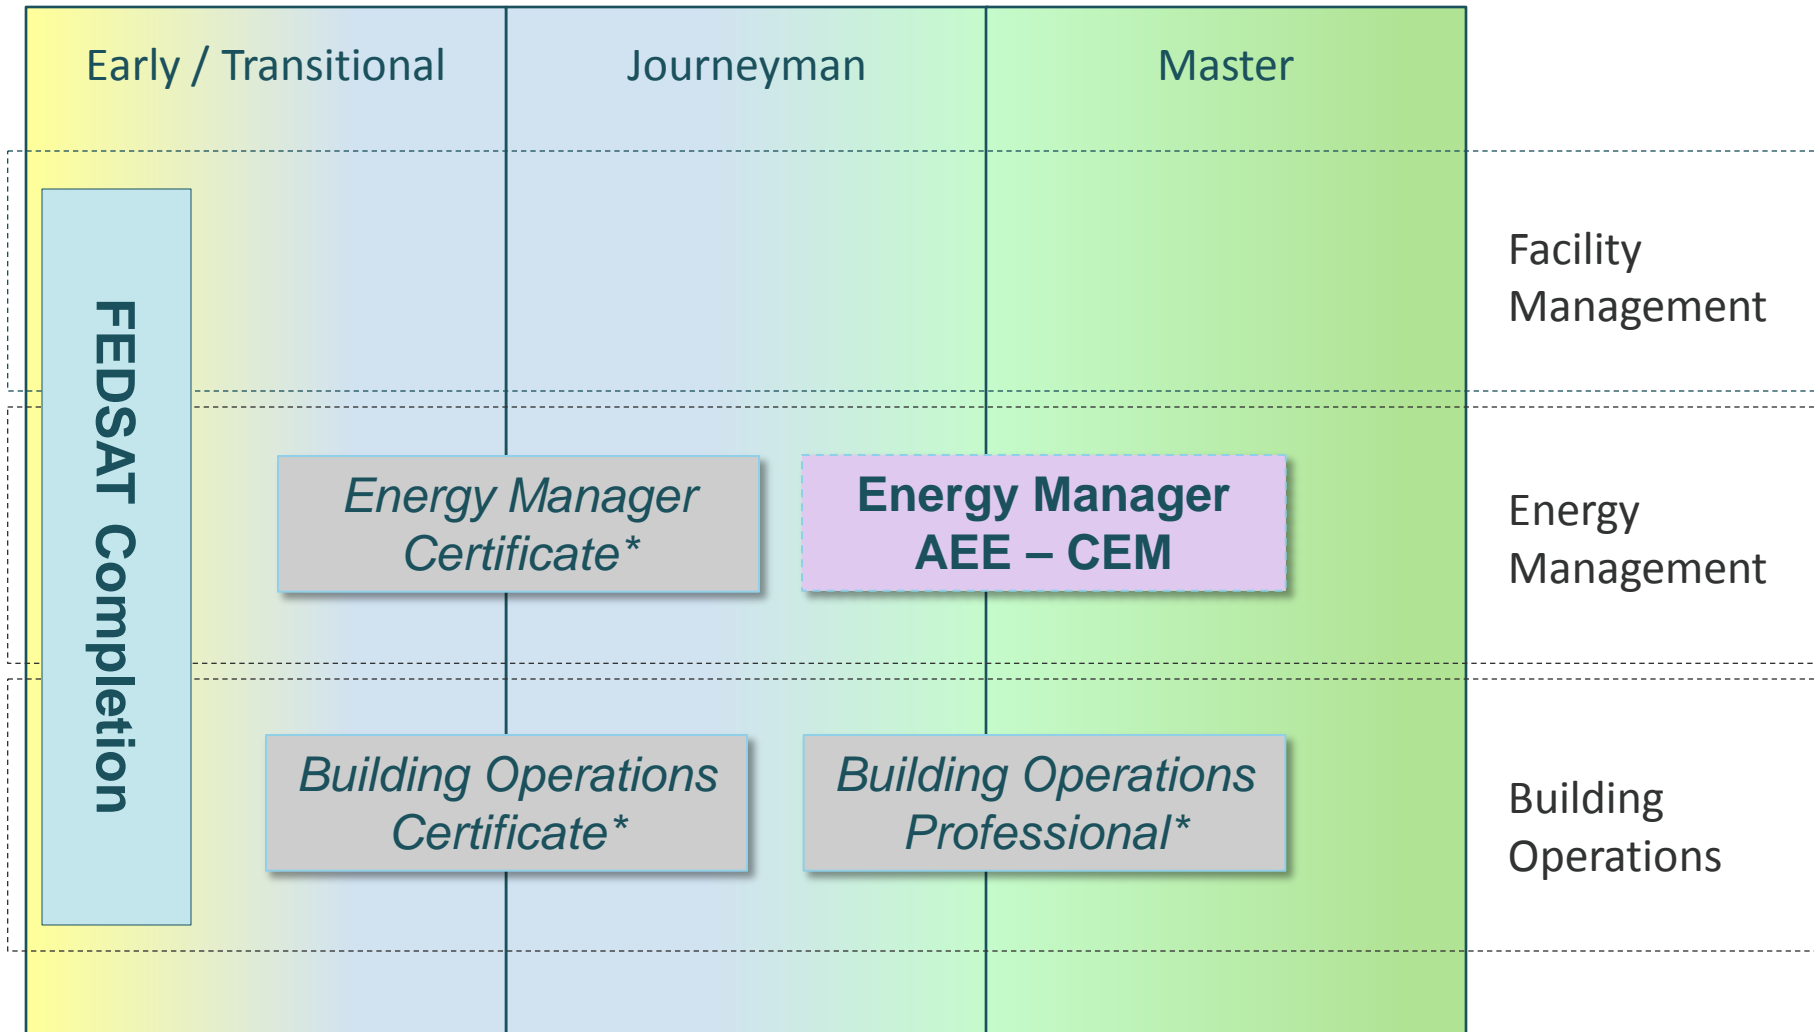 Early / Transitional
Journeyman
Master
FEDSAT Completion
Facility
Management
Energy Manager
Certificate*
Energy Manager
AEE – CEM
Energy
Management
Building Operations
Certificate*
Building Operations
Professional*
Building
Operations